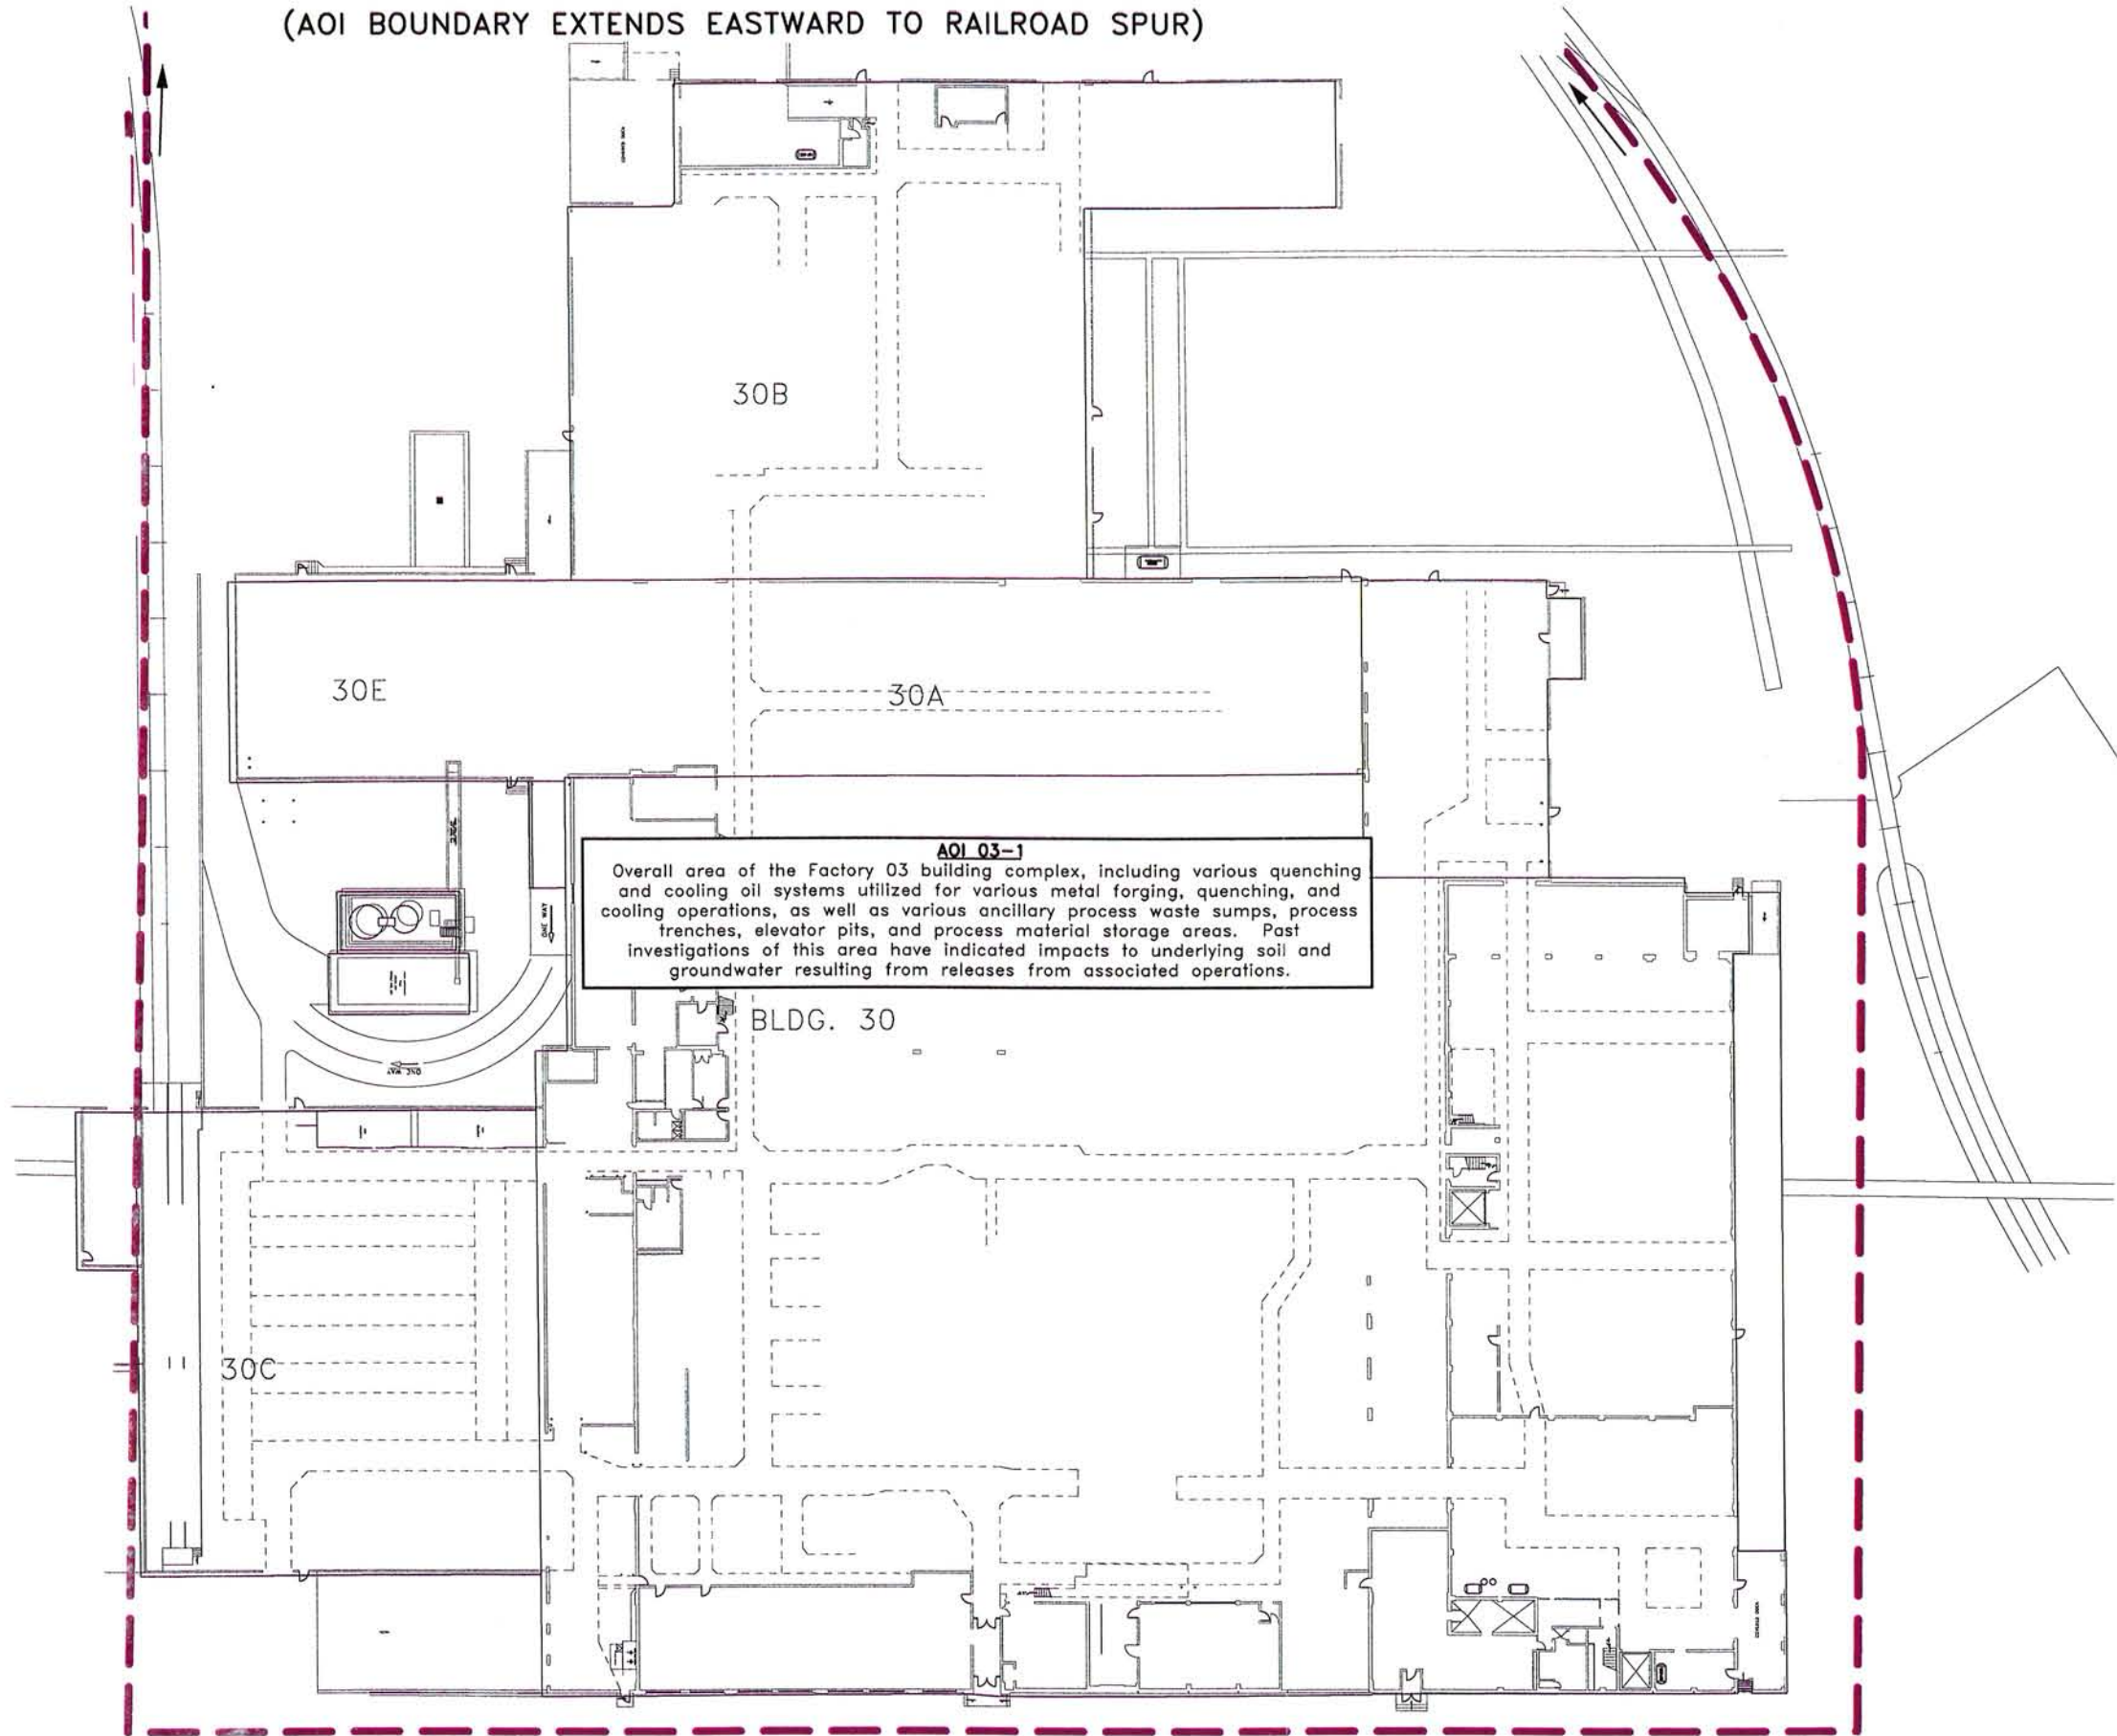 (AOI BOUNDARY EXTENDS EASTWARD TO RAILROAD SPUR)
30B
30E
30A
AOI 03-1
Overall area of the Factory 03 building complex, including various quenching
and cooling oil systems utilized for various metal forging, quenching, and
cooling operations, as well as various ancillary process waste sumps, process
trenches, elevator pits, and process material storage areas. Past
investigations of this area have indicated impacts to underlying soil and
groundwater resulting from releases from associated operations.
ONE WAY
BLDG. 30
ONE WAY
30C